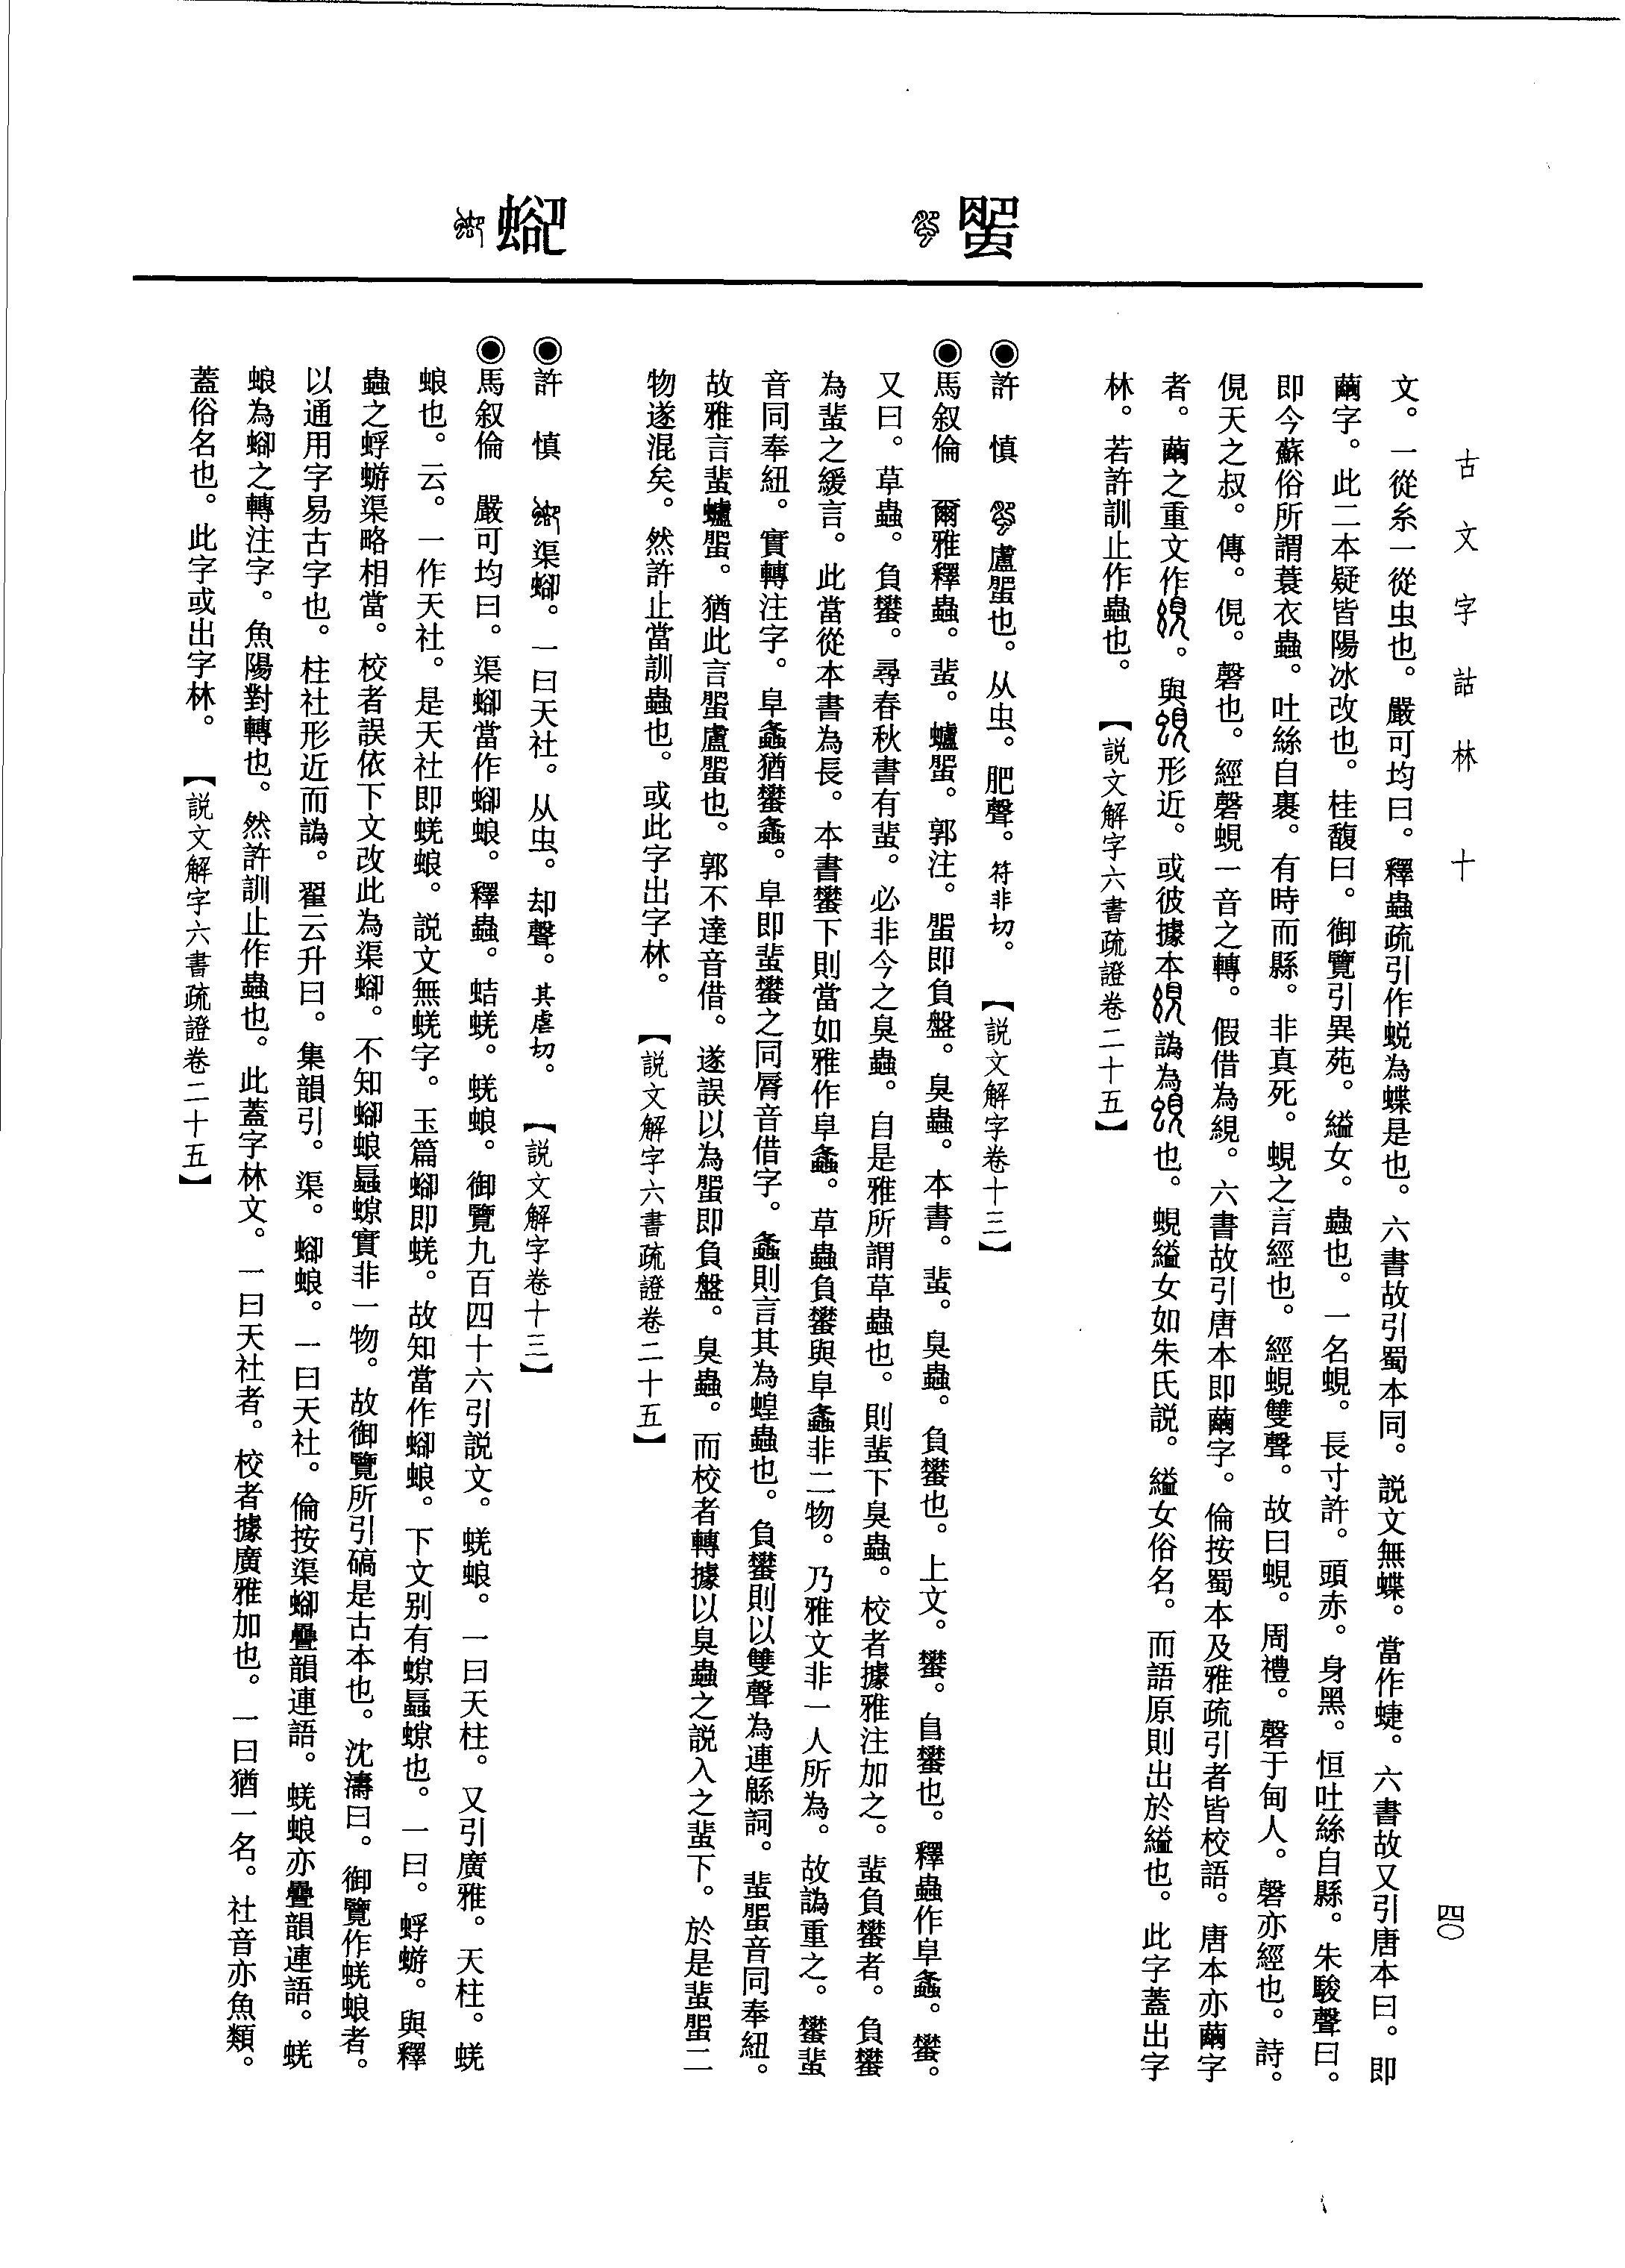 古文字詁林　十
四〇
文。一從糸一從虫也。嚴可均曰。釋蟲疏引作蜕為蝶是也。六書故引蜀本同。説文無蝶。當作蜨。六書故又引唐本曰。即
繭字。此二本疑皆陽冰改也。桂馥曰。御覽引異苑。縊女。蟲也。一名蜆。長寸許。頭赤。身黑。恒吐絲自縣。朱駿聲曰。
即今蘇俗所謂蓑衣蟲。吐絲自裹。有時而縣。非真死。蜆之言經也。經蜆雙聲。故曰蜆。周禮。磬于甸人。磬亦經也。詩。
俔天之叔。傳。俔。磬也。經磬蜆一音之轉。假借為綥。六書故引唐本即繭字。倫按蜀本及雅疏引者皆校語。唐本亦繭字
者。繭之重文作。與形近。或彼據本譌為也。蜆縊女如朱氏説。縊女俗名。而語原則出於縊也。此字蓋出字
林。若許訓止作蟲也。　【説文解字六書疏證卷二十五】
蜰
◉許　慎　盧蜰也。从虫。肥聲。符非切。　【説文解字卷十三】
◉馬叙倫　爾雅釋蟲。蜚。蠦蜰。郭注。蜰即負盤。臭蟲。本書。蜚。臭蟲。負蠜也。上文。蠜。𨸏蠜也。釋蟲作阜螽。蠜。
又曰。草蟲。負蠜。尋春秋書有蜚。必非今之臭蟲。自是雅所謂草蟲也。則蜚下臭蟲。校者據雅注加之。蜚負蠜者。負蠜
為蜚之緩言。此當從本書為長。本書蠜下則當如雅作阜螽。草蟲負蠜與阜螽非二物。乃雅文非一人所為。故譌重之。蠜蜚
音同奉紐。實轉注字。阜螽猶蠜螽。阜即蜚蠜之同脣音借字。螽則言其為蝗蟲也。負蠜則以雙聲為連緜詞。蜚蜰音同奉紐。
故雅言蜚蠦蜰。猶此言蜰盧蜰也。郭不達音借。遂誤以為蜰即負盤。臭蟲。而校者轉據以臭蟲之説入之蜚下。於是蜚蜰二
物遂混矣。然許止當訓蟲也。或此字出字林。　【説文解字六書疏證卷二十五】
蝍
◉許　慎　渠𧎾。一曰天社。从虫。却聲。其虐切。　【説文解字卷十三】
◉馬叙倫　嚴可均曰。渠𧎾當作𧎾蜋。釋蟲。蛣蜣。蜣蜋。御覽九百四十六引説文。蜣蜋。一曰天柱。又引廣雅。天柱。蜣
蜋也。云。一作天社。是天社即蜣蜋。説文無蜣字。玉篇𧎾即蜣。故知當作𧎾蜋。下文别有螶蝨螶也。一曰。蜉蝣。與釋
蟲之蜉蝣渠略相當。校者誤依下文改此為渠𧎾。不知𧎾蜋蝨螶實非一物。故御覽所引碻是古本也。沈濤曰。御覽作蜣蜋者。
以通用字易古字也。柱社形近而譌。翟云升曰。集韻引。渠。𧎾蜋。一曰天社。倫按渠𧎾疊韻連語。蜣蜋亦疊韻連語。蜣
蜋為𧎾之轉注字。魚陽對轉也。然許訓止作蟲也。此蓋字林文。一曰天社者。校者據廣雅加也。一曰猶一名。社音亦魚類。
蓋俗名也。此字或出字林。　【説文解字六書疏證卷二十五】